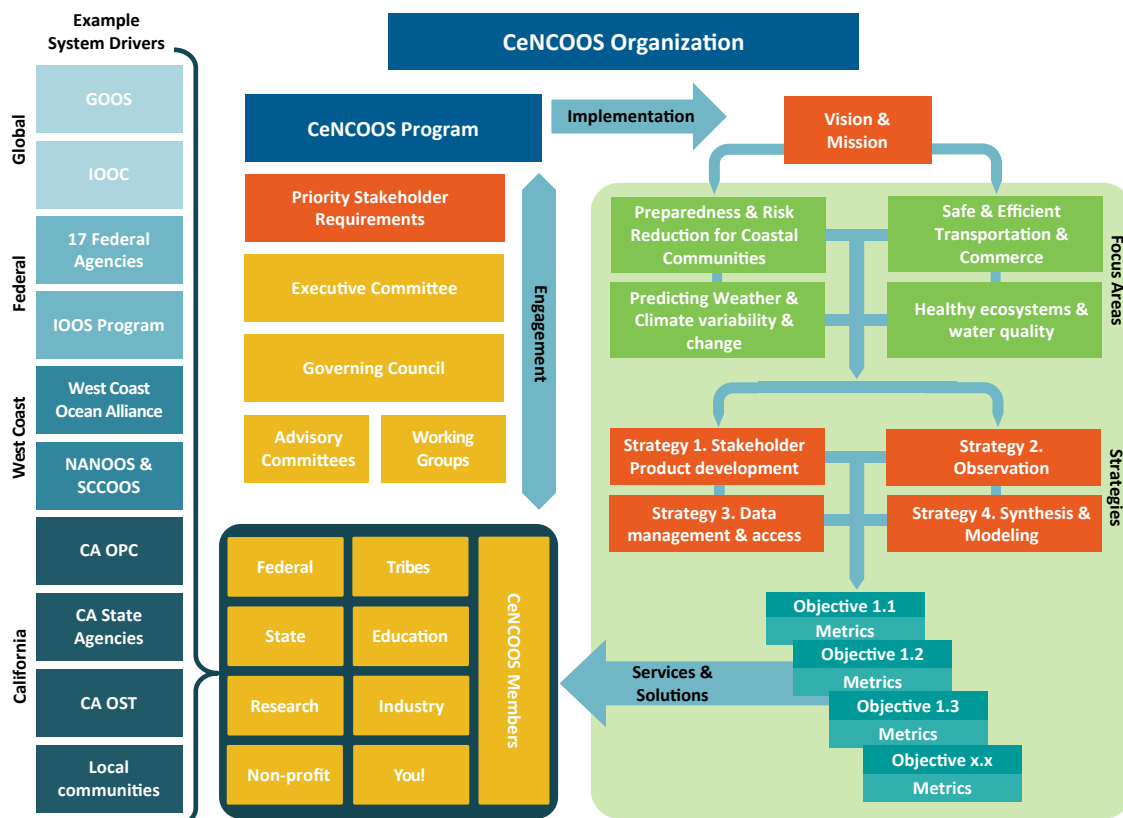 Example
System Drivers
Global
GOOS
IOOC
Federal
17 Federal
Agencies
IOOS Program
West Coast
West Coast
Ocean Alliance
NANOOS &
SCCOOS
California
CA OPC
CA State
Agencies
CA OST
Local
communities
CeNCOOS Organization
CeNCOOS Program
Implementation
Priority Stakeholder
Requirements
Executive Committee
Governing Council
Advisory
Committees
Working
Groups
Engagement
Federal
Tribes
State
Education
Research
Industry
Non-profit
You!
CeNCOOS Members
Vision &
Mission
Preparedness & Risk
Reduction for Coastal
Communities
Safe & Efficient
Transportation &
Commerce
Predicting Weather &
Climate variability &
change
Healthy ecosystems &
water quality
Focus Areas
Strategy 1. Stakeholder
Product development
Strategy 2.
Observation
Strategy 3. Data
management & access
Strategy 4. Synthesis &
Modeling
Strategies
Objective 1.1
Metrics
Objective 1.2
Metrics
Objective 1.3
Metrics
Objective x.x
Metrics
Services &
Solutions